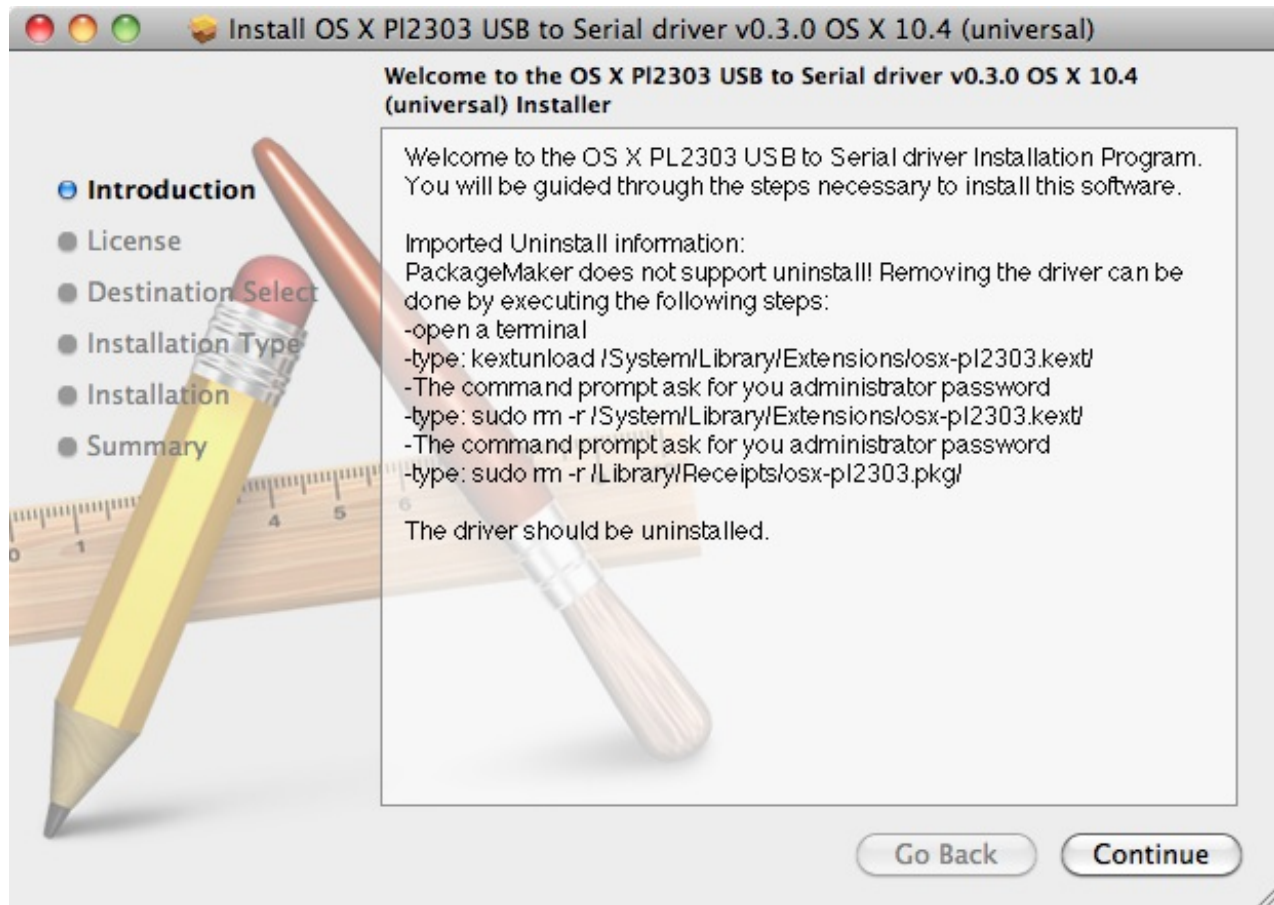 Install OS X Pl2303 USB to Serial driver v0.3.0 OS X 10.4 (universal)
Welcome to the OS X Pl2303 USB to Serial driver v0.3.0 OS X 10.4
(universal) Installer
Introduction
License
Destination Select
Installation Type
Installation
Summary
Welcome to the OS X PL2303 USB to Serial driver Installation Program.
You will be guided through the steps necessary to install this software.
Imported Uninstall information:
PackageMaker does not support uninstall! Removing the driver can be
done by executing the following steps:
-open a terminal
-type: kextunload /System/Library/Extensions/osx-pl2303.kext/
-The command prompt ask for you administrator password
-type: sudo rm -r /System/Library/Extensions/osx-pl2303.kext/
-The command prompt ask for you administrator password
-type: sudo rm -r /Library/Receipts/osx-pl2303.pkg/
The driver should be uninstalled.
0 1 4 5 6
Go Back
Continue